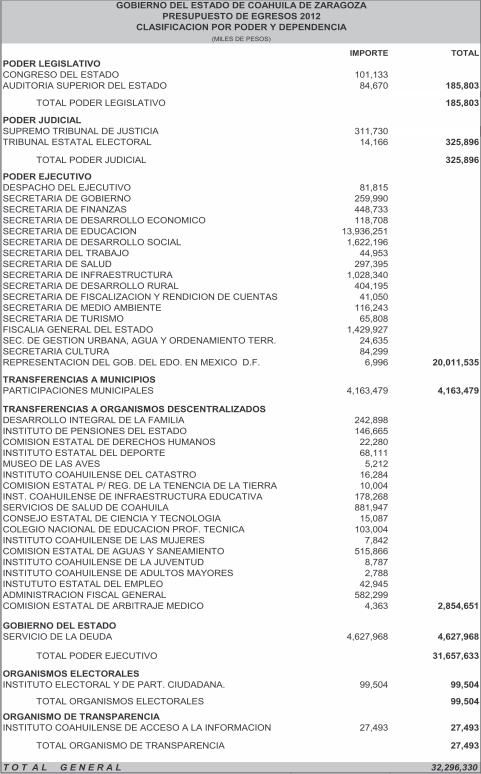 GOBIERNO DEL ESTADO DE COAHUILA DE ZARAGOZA
PRESUPUESTO DE EGRESOS 2012
CLASIFICACION POR PODER Y DEPENDENCIA
(MILES DE PESOS)
IMPORTE TOTAL
PODER LEGISLATIVO
CONGRESO DEL ESTADO 101,133
AUDITORIA SUPERIOR DEL ESTADO 84,670 185,803
TOTAL PODER LEGISLATIVO 185,803
PODER JUDICIAL
SUPREMO TRIBUNAL DE JUSTICIA 311,730
TRIBUNAL ESTATAL ELECTORAL 14,166 325,896
TOTAL PODER JUDICIAL 325,896
PODER EJECUTIVO
DESPACHO DEL EJECUTIVO 81,815
SECRETARIA DE GOBIERNO 259,990
SECRETARIA DE FINANZAS 448,733
SECRETARIA DE DESARROLLO ECONOMICO 118,708
SECRETARIA DE EDUCACION 13,936,251
SECRETARIA DE DESARROLLO SOCIAL 1,622,196
SECRETARIA DEL TRABAJO 44,953
SECRETARIA DE SALUD 297,395
SECRETARIA DE INFRAESTRUCTURA 1,028,340
SECRETARIA DE DESARROLLO RURAL 404,195
SECRETARIA DE FISCALIZACION Y RENDICION DE CUENTAS 41,050
SECRETARIA DE MEDIO AMBIENTE 116,243
SECRETARIA DE TURISMO 65,808
FISCALIA GENERAL DEL ESTADO 1,429,927
SEC. DE GESTION URBANA, AGUA Y ORDENAMIENTO TERR. 24,635
SECRETARIA CULTURA 84,299
REPRESENTACION DEL GOB. DEL EDO. EN MEXICO D.F. 6,996 20,011,535
TRANSFERENCIAS A MUNICIPIOS
PARTICIPACIONES MUNICIPALES 4,163,479 4,163,479
TRANSFERENCIAS A ORGANISMOS DESCENTRALIZADOS
DESARROLLO INTEGRAL DE LA FAMILIA 242,898
INSTITUTO DE PENSIONES DEL ESTADO 146,665
COMISION ESTATAL DE DERECHOS HUMANOS 22,280
INSTITUTO ESTATAL DEL DEPORTE 68,111
MUSEO DE LAS AVES 5,212
INSTITUTO COAHUILENSE DEL CATASTRO 16,284
COMISION ESTATAL P/ REG. DE LA TENENCIA DE LA TIERRA 10,004
INST. COAHUILENSE DE INFRAESTRUCTURA EDUCATIVA 178,268
SERVICIOS DE SALUD DE COAHUILA 881,947
CONSEJO ESTATAL DE CIENCIA Y TECNOLOGIA 15,087
COLEGIO NACIONAL DE EDUCACION PROF. TECNICA 103,004
INSTITUTO COAHUILENSE DE LAS MUJERES 7,842
COMISION ESTATAL DE AGUAS Y SANEAMIENTO 515,866
INSTITUTO COAHUILENSE DE LA JUVENTUD 8,787
INSTITUTO COAHUILENSE DE ADULTOS MAYORES 2,788
INSTUTUTO ESTATAL DEL EMPLEO 42,945
ADMINISTRACION FISCAL GENERAL 582,299
COMISION ESTATAL DE ARBITRAJE MEDICO 4,363 2,854,651
GOBIERNO DEL ESTADO
SERVICIO DE LA DEUDA 4,627,968 4,627,968
TOTAL PODER EJECUTIVO 31,657,633
ORGANISMOS ELECTORALES
INSTITUTO ELECTORAL Y DE PART. CIUDADANA. 99,504 99,504
TOTAL ORGANISMOS ELECTORALES 99,504
ORGANISMO DE TRANSPARENCIA
INSTITUTO COAHUILENSE DE ACCESO A LA INFORMACION 27,493 27,493
TOTAL ORGANISMO DE TRANSPARENCIA 27,493
TOTAL GENERAL 32,296,330